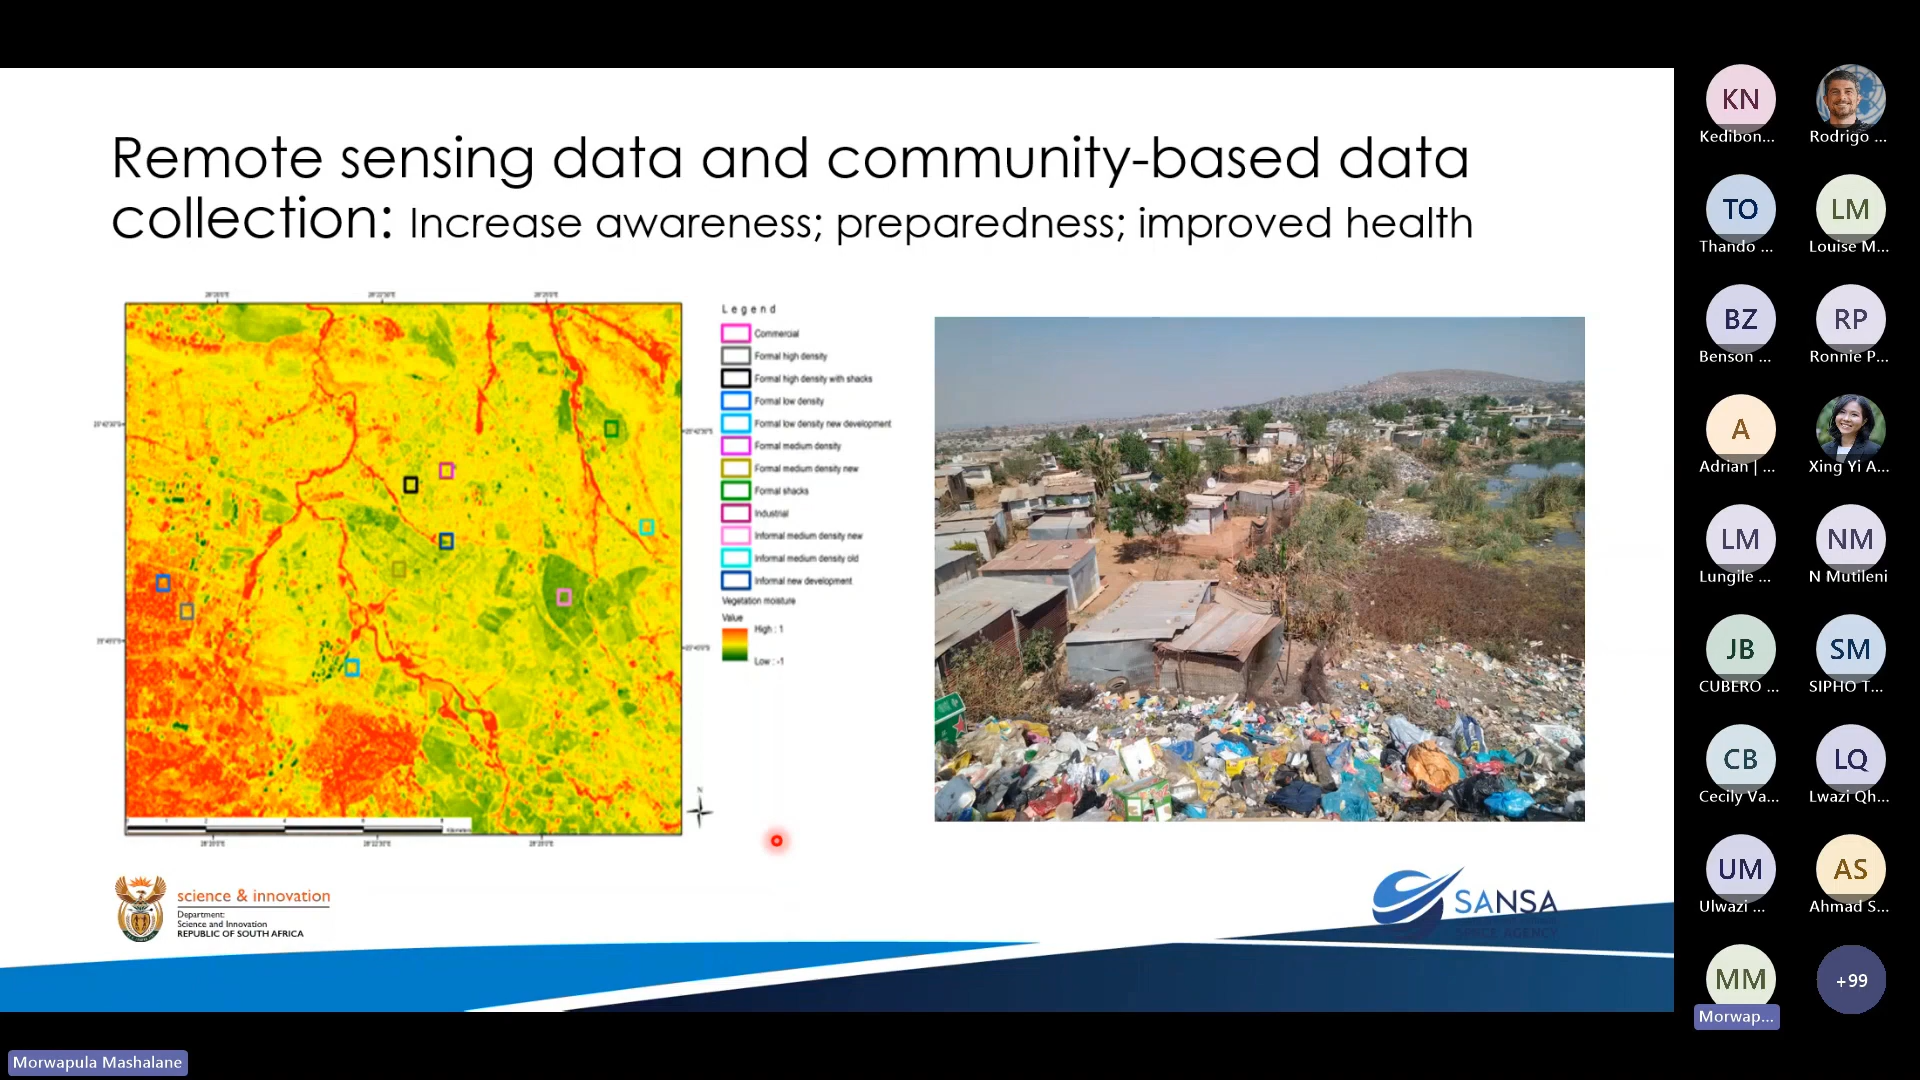 Remote sensing data and community-based data
collection: Increase awareness; preparedness; improved health
Legend
Commercial
Formal high density
Formal high density with shacks
Formal low density
Formal low density new development
Formal medium density
Formal medium density new
Formal shacks
Industrial
Informal medium density new
Informal medium density old
Informal new development
Vegetation moisture
Value
High : 1
Low : -1
N
science & innovation
Department:
Science and Innovation
REPUBLIC OF SOUTH AFRICA
SANSA
SPACE AGENCY
KN
Kedibon...
Rodrigo ...
TO
Thando ...
LM
Louise M...
BZ
Benson ...
RP
Ronnie P...
A
Adrian | ...
Xing Yi A...
LM
Lungile ...
NM
N Mutileni
JB
CUBERO ...
SM
SIPHO T...
CB
Cecily Va...
LQ
Lwazi Qh...
UM
Ulwazi ...
AS
Ahmad S...
MM
Morwap...
+99
Morwapula Mashalane